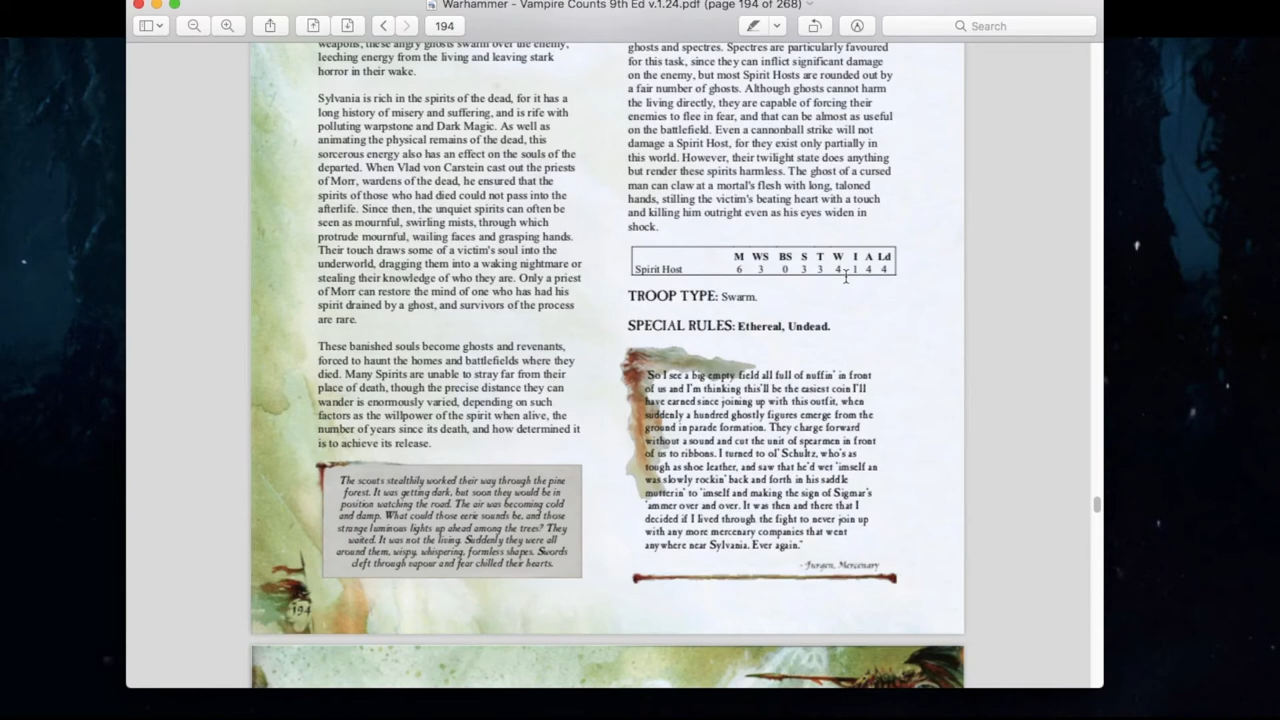 Warhammer - Vampire Counts 9th Ed v.1.24.pdf (page 194 of 268)
194
Search
weapons, these angry ghosts swarm over the enemy,
leeching energy from the living and leaving stark
horror in their wake.
Sylvania is rich in the spirits of the dead, for it has a
long history of misery and suffering, and is rife with
polluting warpstone and Dark Magic. As well as
animating the physical remains of the dead, this
sorcerous energy also has an effect on the souls of the
departed. When Vlad von Carstein cast out the priests
of Morr, wardens of the dead, he ensured that the
spirits of those who had died could not pass into the
afterlife. Since then, the unquiet spirits can often be
seen as mournful, swirling mists, through which
protrude mournful, wailing faces and grasping hands.
Their touch draws some of a victim's soul into the
underworld, dragging them into a waking nightmare or
stealing their knowledge of who they are. Only a priest
of Morr can restore the mind of one who has had his
spirit drained by a ghost, and survivors of the process
are rare.
These banished souls become ghosts and revenants,
forced to haunt the homes and battlefields where they
died. Many Spirits are unable to stray far from their
place of death, though the precise distance they can
wander is enormously varied, depending on such
factors as the willpower of the spirit when alive, the
number of years since its death, and how determined it
is to achieve its release.
The scouts stealthily worked their way through the pine
forest. It was getting dark, but soon they would be in
position watching the road. The air was becoming cold
and damp. What could those eerie sounds be, and those
strange luminous lights up ahead among the trees? They
waited. It was not the living. Suddenly they were all
around them, wispy, whispering, formless shapes. Swords
cleft through vapour and fear chilled their hearts.
194
ghosts and spectres. Spectres are particularly favoured
for this task, since they can inflict significant damage
on the enemy, but most Spirit Hosts are rounded out by
a fair number of ghosts. Although ghosts cannot harm
the living directly, they are capable of forcing their
enemies to flee in fear, and that can be almost as useful
on the battlefield. Even a cannonball strike will not
damage a Spirit Host, for they exist only partially in
this world. However, their twilight state does anything
but render these spirits harmless. The ghost of a cursed
man can claw at a mortal's flesh with long, taloned
hands, stilling the victim's beating heart with a touch
and killing him outright even as his eyes widen in
shock.
M WS BS S T W I A Ld
Spirit Host 6 3 0 3 3 4 1 4 4
TROOP TYPE: Swarm.
SPECIAL RULES: Ethereal, Undead.
"So I see a big empty field all full of nuffin' in front
of us and I'm thinking this'll be the easiest coin I'll
have earned since joining up with this outfit, when
suddenly a hundred ghostly figures emerge from the
ground in parade formation. They charge forward
without a sound and cut the unit of spearmen in front
of us to ribbons. I turned to ol' Schultz, who's as
tough as shoe leather, and saw that he'd wet 'imself an
was slowly rockin' back and forth in his saddle
mutterin' to 'imself and making the sign of Sigmar's
'ammer over and over. It was then and there that I
decided if I lived through the fight to never join up
with any more mercenary companies that went
anywhere near Sylvania. Ever again."
- Jurgen, Mercenary